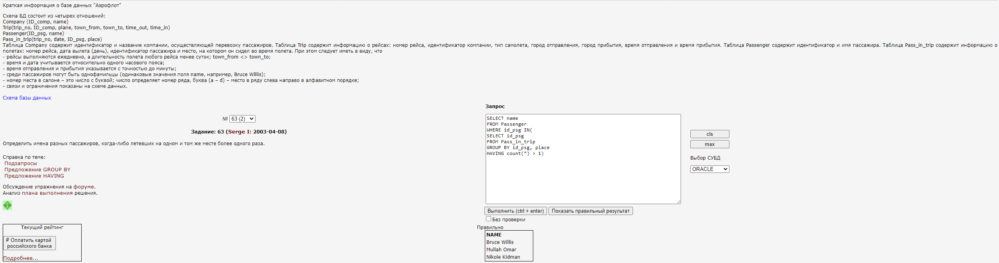 Краткая информация о базе данных "Аэрофлот"
Схема БД состоит из четырех отношений:
Company (ID_comp, name)
Trip(trip_no, ID_comp, plane, town_from, town_to, time_out, time_in)
Passenger(ID_psg, name)
Pass_in_trip(trip_no, date, ID_psg, place)
Таблица Company содержит идентификатор и название компании, осуществляющей перевозку пассажиров. Таблица Trip содержит информацию о рейсах: номер рейса, идентификатор компании, тип самолета, город отправления, город прибытия, время отправления и время прибытия. Таблица Passenger содержит идентификатор и имя пассажира. Таблица Pass_in_trip содержит информацию о
полетах: номер рейса, дата вылета (день), идентификатор пассажира и место, на котором он сидел во время полета. При этом следует иметь в виду, что
- рейсы выполняются ежедневно, а длительность полета любого рейса менее суток; town_from <> town_to;
- время и дата учитывается относительно одного часового пояса;
- время отправления и прибытия указывается с точностью до минуты;
- среди пассажиров могут быть однофамильцы (одинаковые значения поля name, например, Bruce Willis);
- номер места в салоне – это число с буквой; число определяет номер ряда, буква (a – d) – место в ряду слева направо в алфавитном порядке;
- связи и ограничения показаны на схеме данных.
Схема базы данных
№ 63 (2)
Задание: 63 (Serge I: 2003-04-08)
Определить имена разных пассажиров, когда-либо летевших на одном и том же месте более одного раза.
Справка по теме:
Подзапросы
Предложение GROUP BY
Предложение HAVING
Обсуждение упражнения на форуме.
Анализ плана выполнения решения.
Текущий рейтинг
₽ Оплатить картой
российского банка
Подробнее...
Запрос
SELECT name
FROM Passenger
WHERE id_psg IN(
SELECT id_psg
FROM Pass_in_trip
GROUP BY id_psg, place
HAVING count(*) > 1)
cls
max
Выбор СУБД
ORACLE
Выполнить (ctrl + enter) Показать правильный результат
Без проверки
Правильно
NAME
Bruce Willis
Mullah Omar
Nikole Kidman